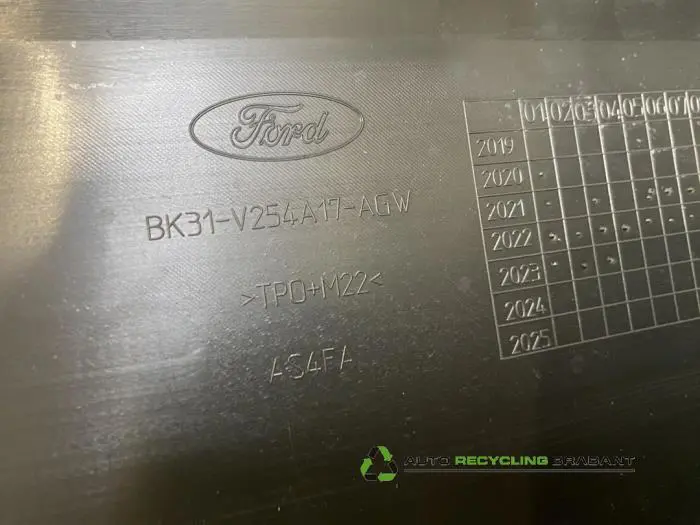 Ford
BK31-V254A17-AGW
>TPO+M22<
AS4FA
01 02 03 04 05 06 07
2019
2020
2021
2022
2023
2024
2025
AUTO RECYCLING BRABANT